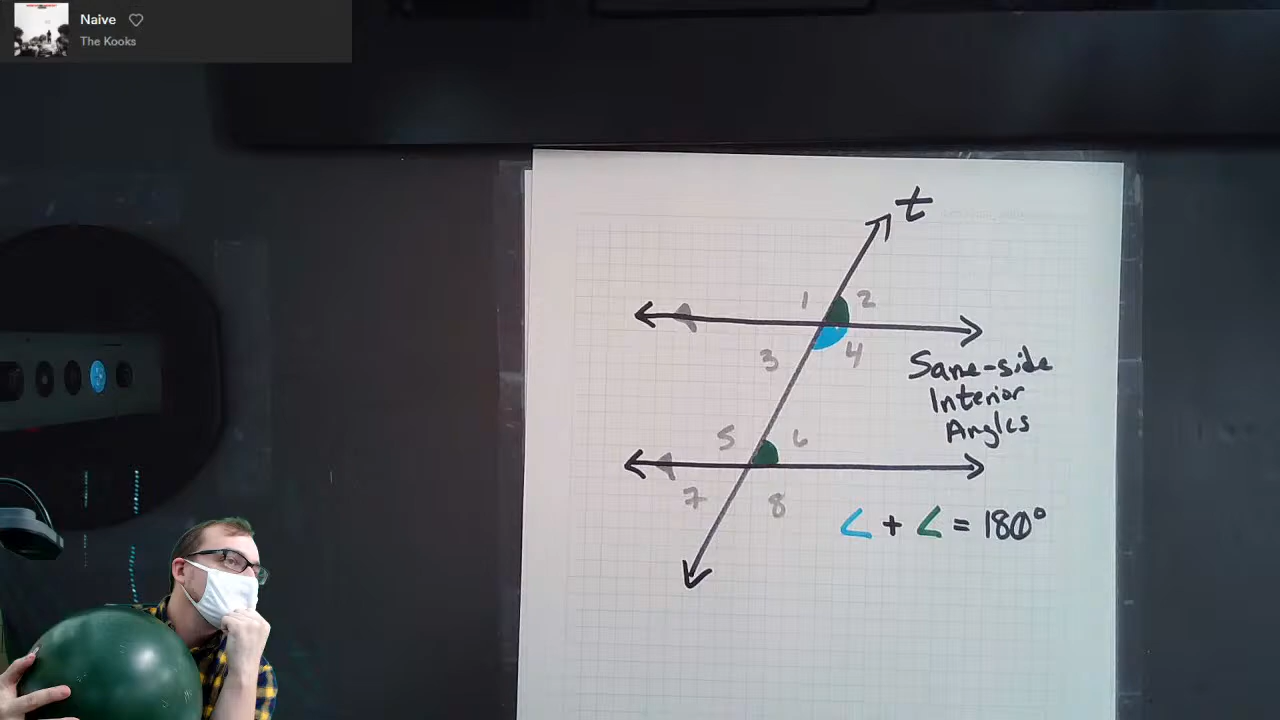 Naive
The Kooks
t
1 2
3 4
Same-side
Interior
Angles
5 6
7 8
∠ + ∠ = 180°